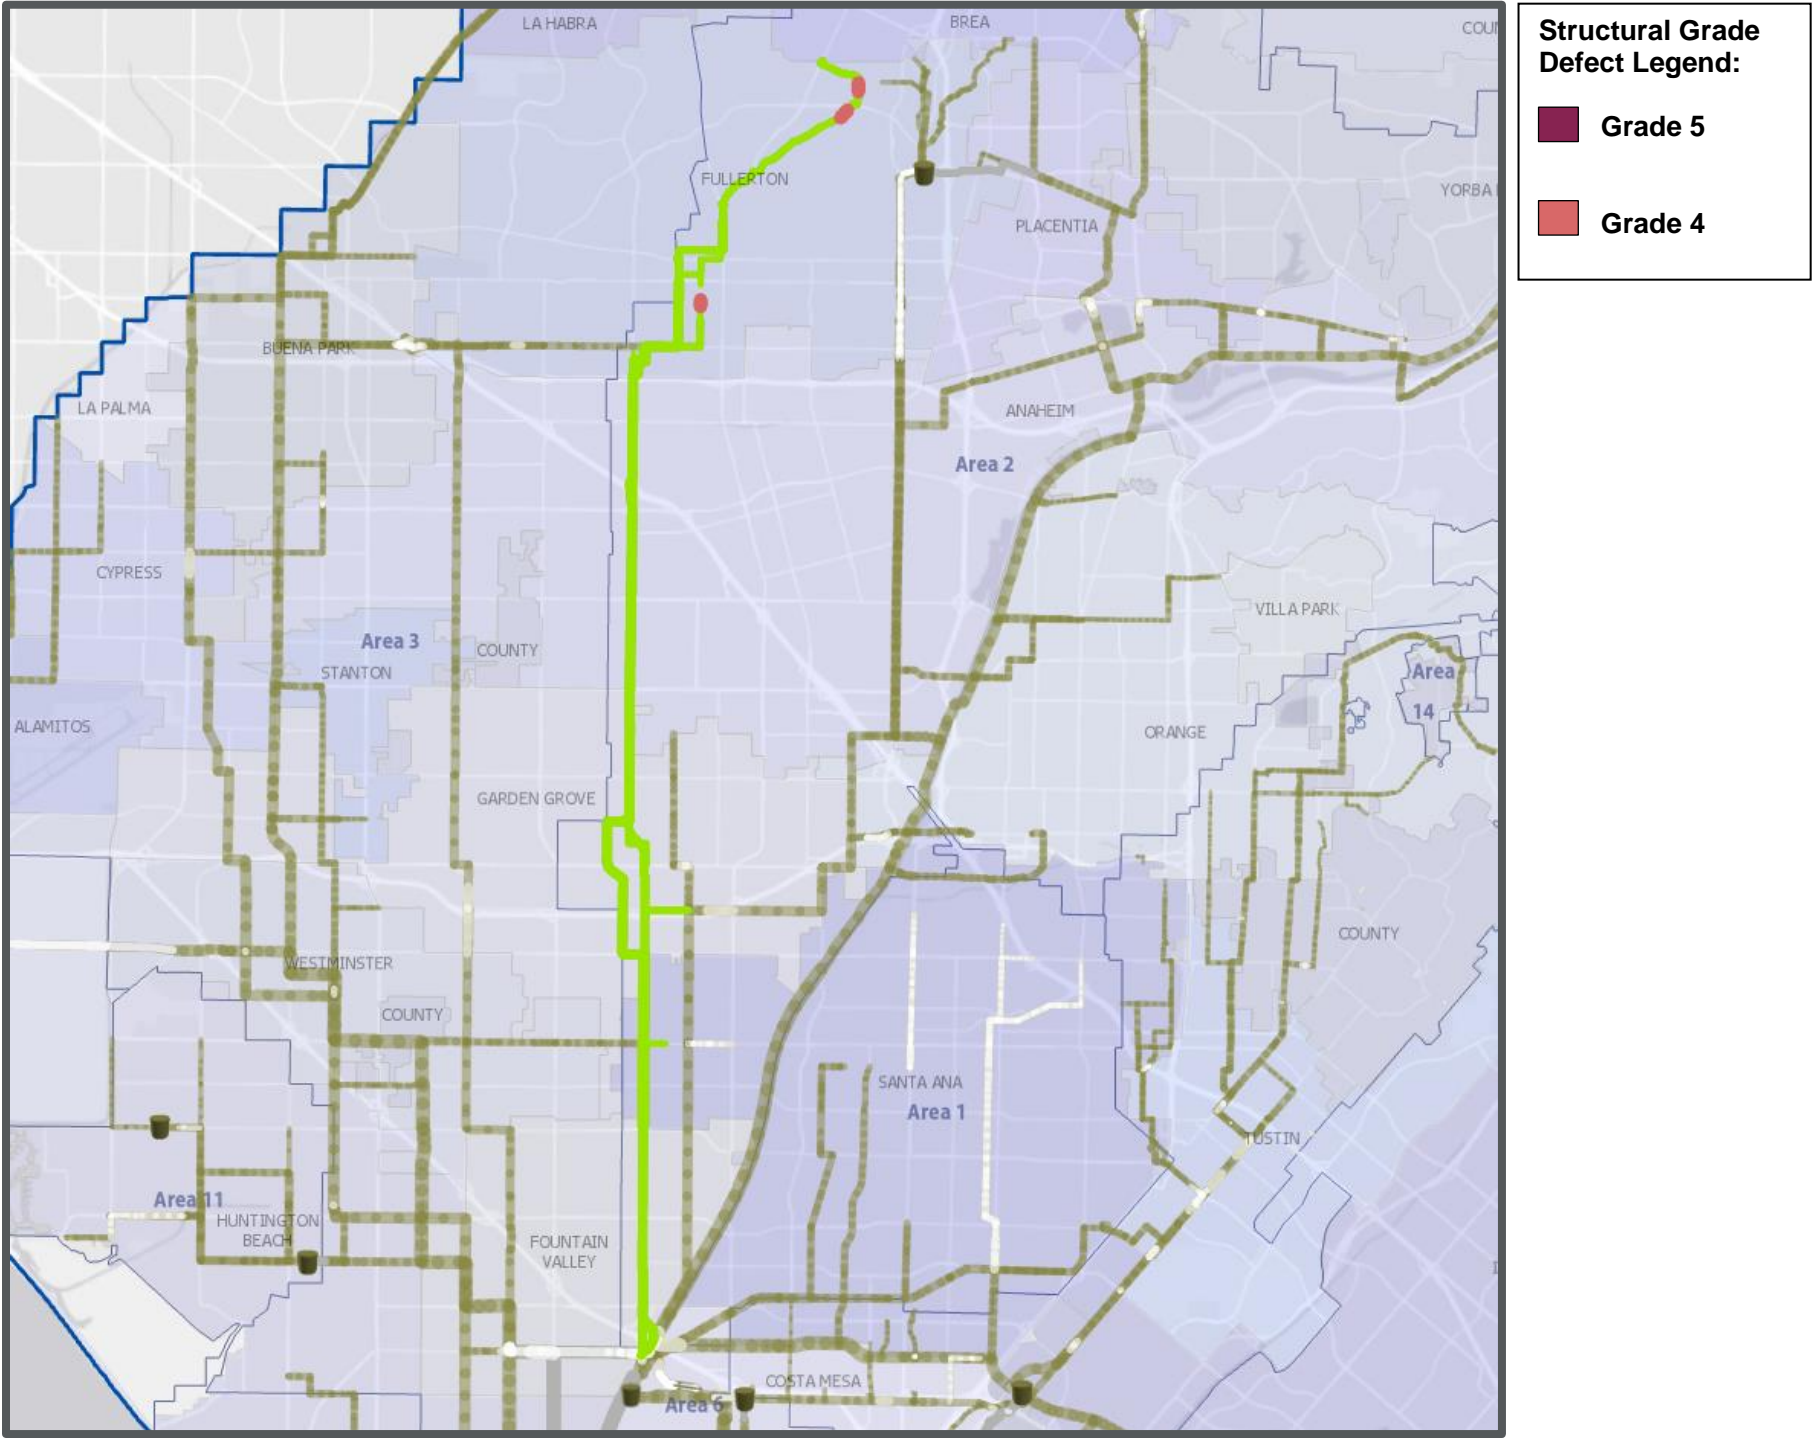 LA HABRA
BREA
COU
FULLERTON
YORBA
PLACENTIA
BUENA PARK
LA PALMA
ANAHEIM
Area 2
CYPRESS
VILLA PARK
Area 3
COUNTY
STANTON
Area
14
ALAMITOS
ORANGE
GARDEN GROVE
COUNTY
WESTMINSTER
COUNTY
SANTA ANA
Area 1
TUSTIN
Area 11
HUNTINGTON
BEACH
FOUNTAIN
VALLEY
COSTA MESA
Area 6
Structural Grade
Defect Legend:
Grade 5
Grade 4